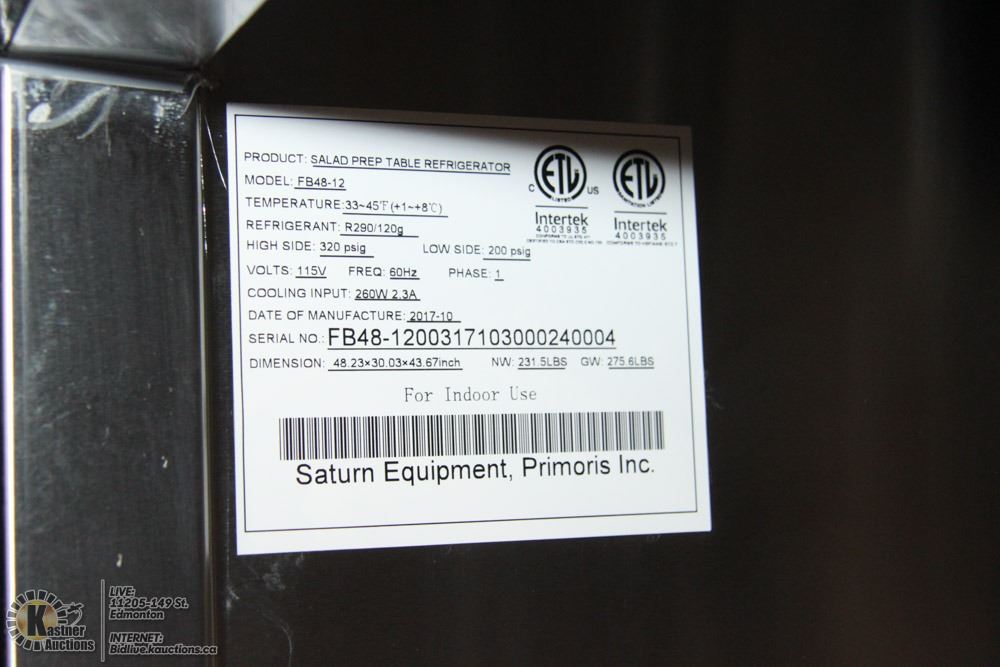 PRODUCT: SALAD PREP TABLE REFRIGERATOR
MODEL: FB48-12
TEMPERATURE:33~45℉(+1~+8℃)
REFRIGERANT: R290/120g
HIGH SIDE: 320 psig LOW SIDE: 200 psig
VOLTS: 115V FREQ: 60Hz PHASE: 1
COOLING INPUT: 260W 2.3A
DATE OF MANUFACTURE: 2017-10
SERIAL NO.: FB48-1200317103000240004
DIMENSION: 48.23×30.03×43.67inch NW: 231.5LBS GW: 275.6LBS
For Indoor Use
Saturn Equipment, Primoris Inc.
C ETL US
LISTED
Intertek
4003935
ETL
SANITATION LISTED
Intertek
4003935
Kastner
Auctions
LIVE:
11205-149 St.
Edmonton
INTERNET:
Bidlive.kauctions.ca